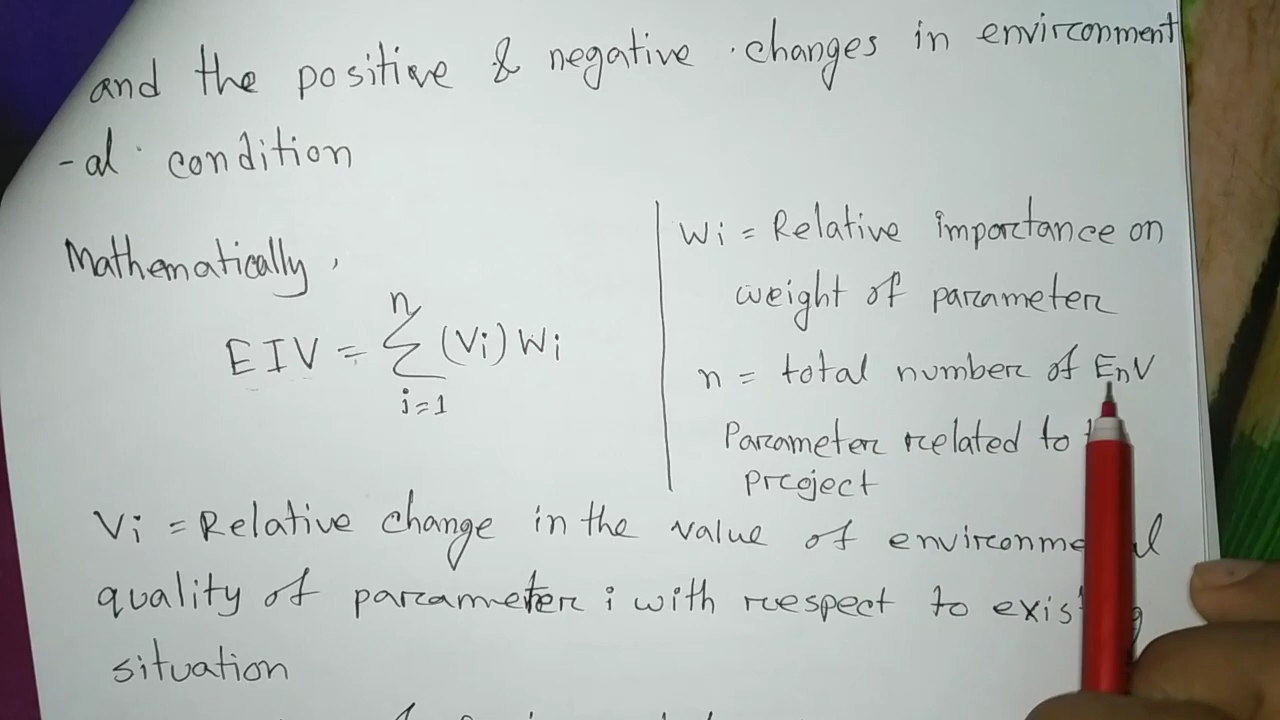 and the positive & negative changes in environment
-al condition
Mathematically,
EIV = n∑i=1 (Vi) Wi
Wi = Relative importance on
weight of parameter
n = total number of EnV
Parameter related to
project
Vi = Relative change in the value of
quality of parameter i with respect to
situation